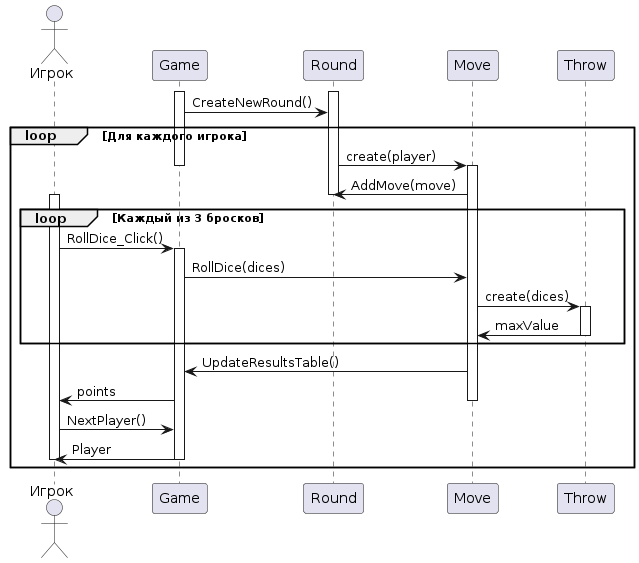 Игрок
Game
Round
Move
Throw
CreateNewRound()
loop [Для каждого игрока]
create(player)
AddMove(move)
loop [Каждый из 3 бросков]
RollDice_Click()
RollDice(dices)
create(dices)
maxValue
UpdateResultsTable()
points
NextPlayer()
Player
Игрок
Game
Round
Move
Throw